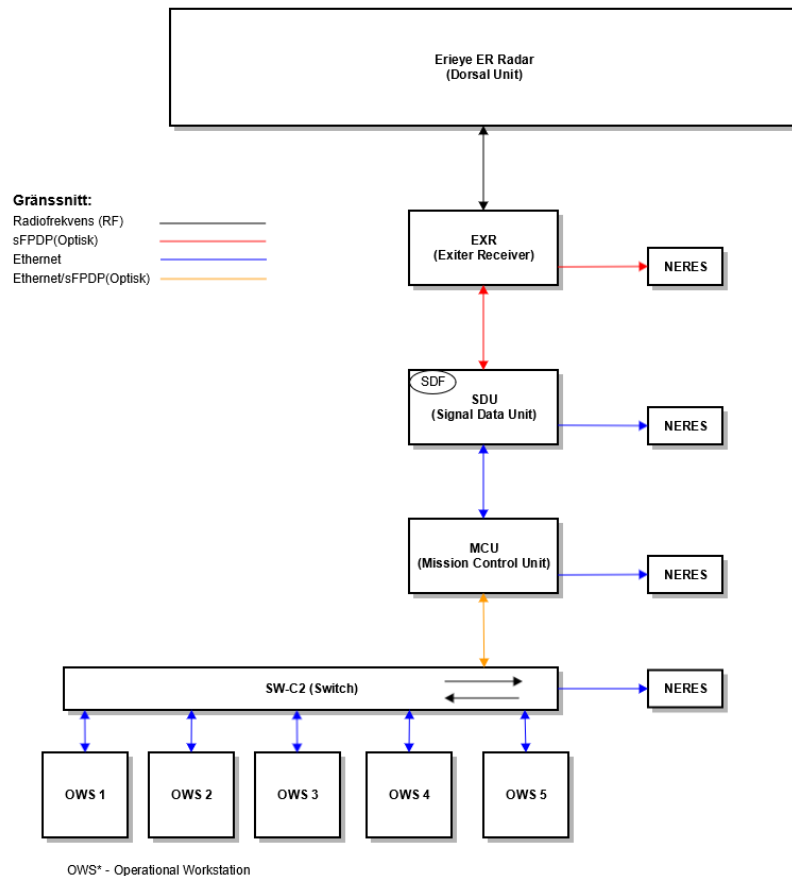 Erieye ER Radar
(Dorsal Unit)
Gränssnitt:
Radiofrekvens (RF)
sFPDP(Optisk)
Ethernet
Ethernet/sFPDP(Optisk)
EXR
(Exiter Receiver)
NERES
SDF
SDU
(Signal Data Unit)
NERES
MCU
(Mission Control Unit)
NERES
SW-C2 (Switch)
NERES
OWS 1
OWS 2
OWS 3
OWS 4
OWS 5
OWS* - Operational Workstation